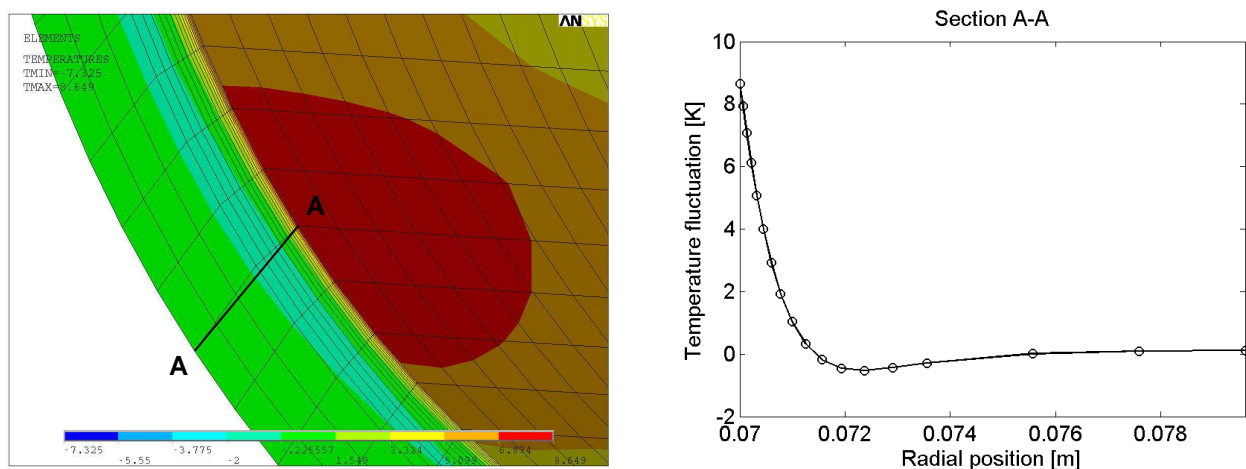 ANSYS
ELEMENTS
TEMPERATURES
TMIN=-7.325
TMAX=8.649
A
A
-7.325 -3.775 -.225557 3.324 6.874
-5.55 -2 1.549 5.099 8.649
Section A-A
Temperature fluctuation [K]
10
8
6
4
2
0
-2
0.07 0.072 0.074 0.076 0.078
Radial position [m]